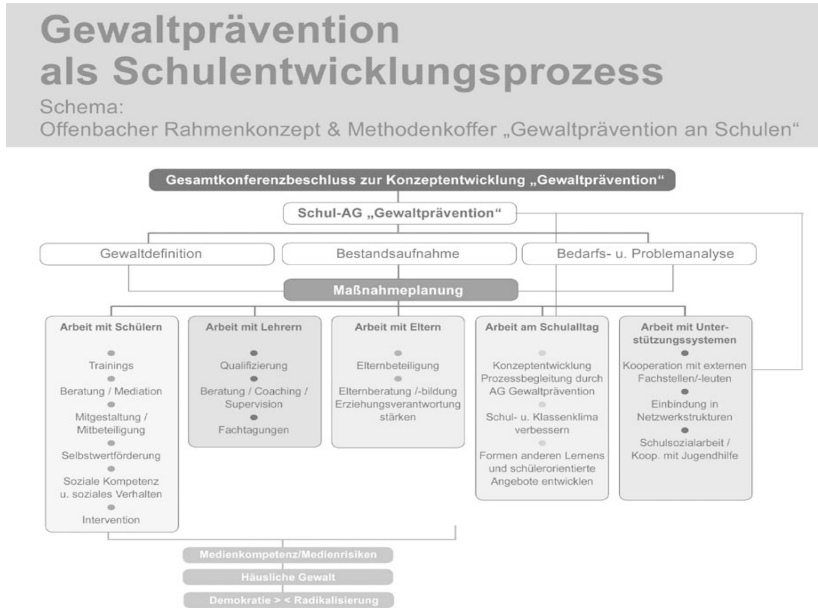 Gewaltprävention
als Schulentwicklungsprozess
Schema:
Offenbacher Rahmenkonzept & Methodenkoffer „Gewaltprävention an Schulen“
Gesamtkonferenzbeschluss zur Konzeptentwicklung „Gewaltprävention“
Schul-AG „Gewaltprävention“
Gewaltdefinition
Bestandsaufnahme
Bedarfs- u. Problemanalyse
Maßnahmeplanung
Arbeit mit Schülern
Trainings
Beratung / Mediation
Mitgestaltung /
Mitbeteiligung
Selbstwertförderung
Soziale Kompetenz
u. soziales Verhalten
Intervention
Arbeit mit Lehrern
Qualifizierung
Beratung / Coaching /
Supervision
Fachtagungen
Arbeit mit Eltern
Elternbeteiligung
Elternberatung /-bildung
Erziehungsverantwortung
stärken
Arbeit am Schulalltag
Konzeptentwicklung
Prozessbegleitung durch
AG Gewaltprävention
Schul- u. Klassenklima
verbessern
Formen anderen Lernens
und schülerorientierte
Angebote entwicklen
Arbeit mit Unter-
stützungssystemen
Kooperation mit externen
Fachstellen/-leuten
Einbindung in
Netzwerkstrukturen
Schulsozialarbeit /
Koop. mit Jugendhilfe
Medienkompetenz/Medienrisiken
Häusliche Gewalt
Demokratie > < Radikalisierung